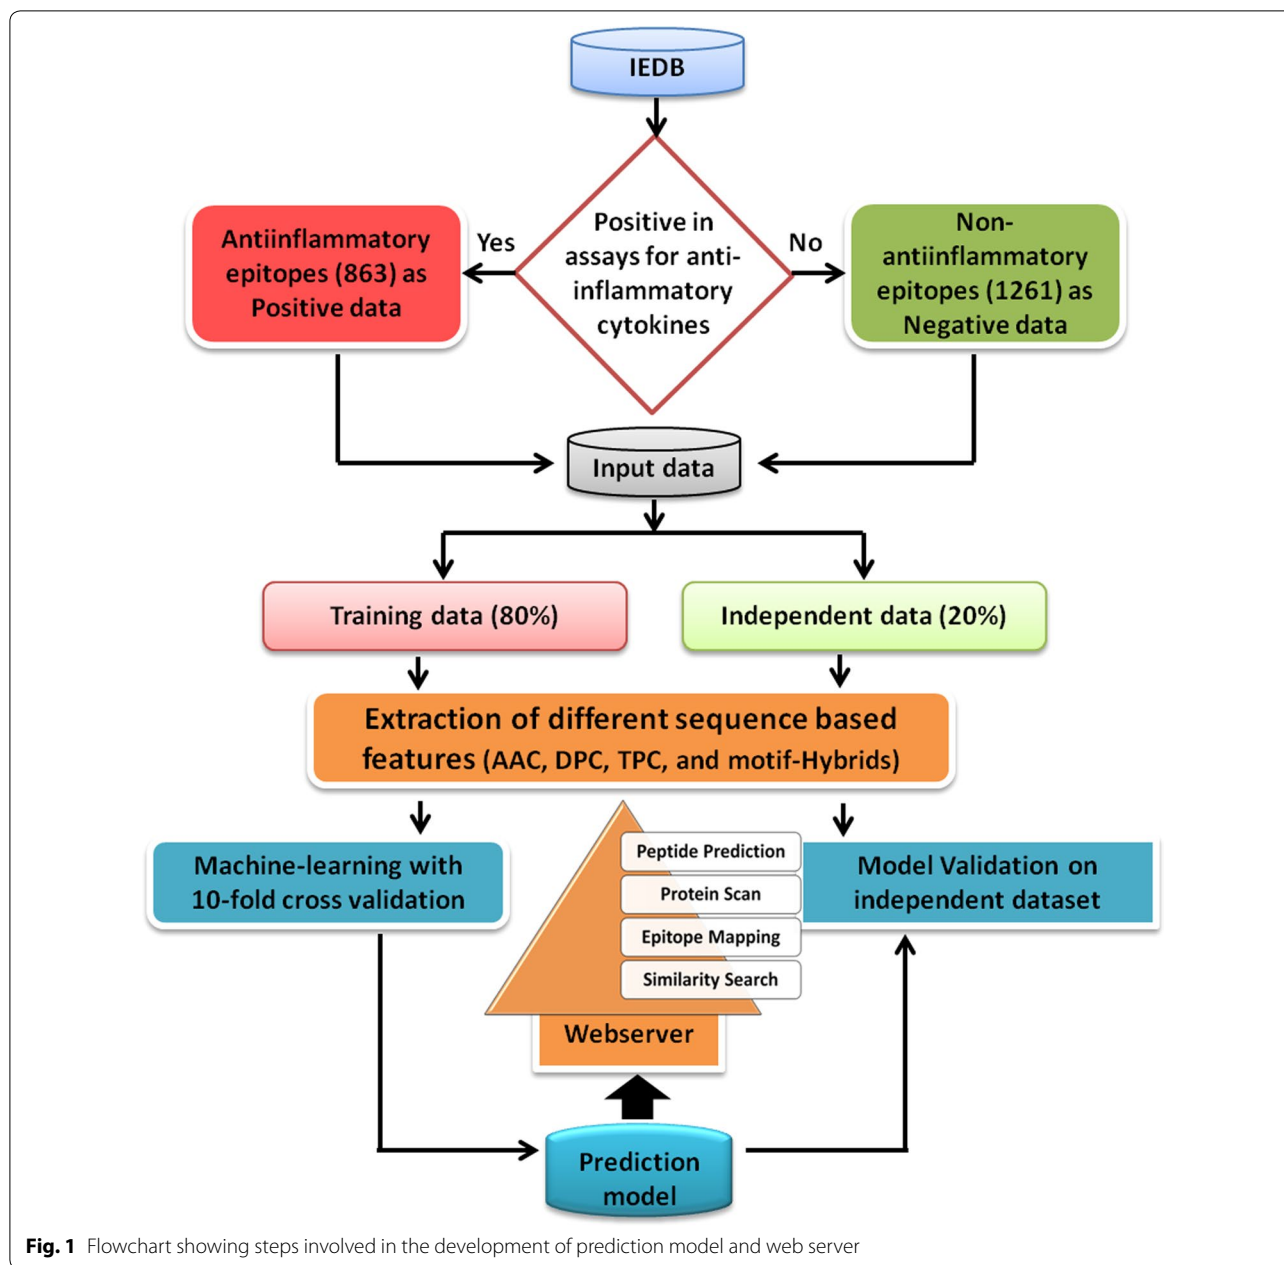 IEDB
Positive in
assays for anti-
inflammatory
cytokines
Yes
No
Antiinflammatory
epitopes (863) as
Positive data
Non-
antiinflammatory
epitopes (1261) as
Negative data
Input data
Training data (80%)
Independent data (20%)
Extraction of different sequence based
features (AAC, DPC, TPC, and motif-Hybrids)
Machine-learning with
10-fold cross validation
Peptide Prediction
Protein Scan
Epitope Mapping
Similarity Search
Model Validation on
independent dataset
Webserver
Prediction
model
Fig. 1 Flowchart showing steps involved in the development of prediction model and web server